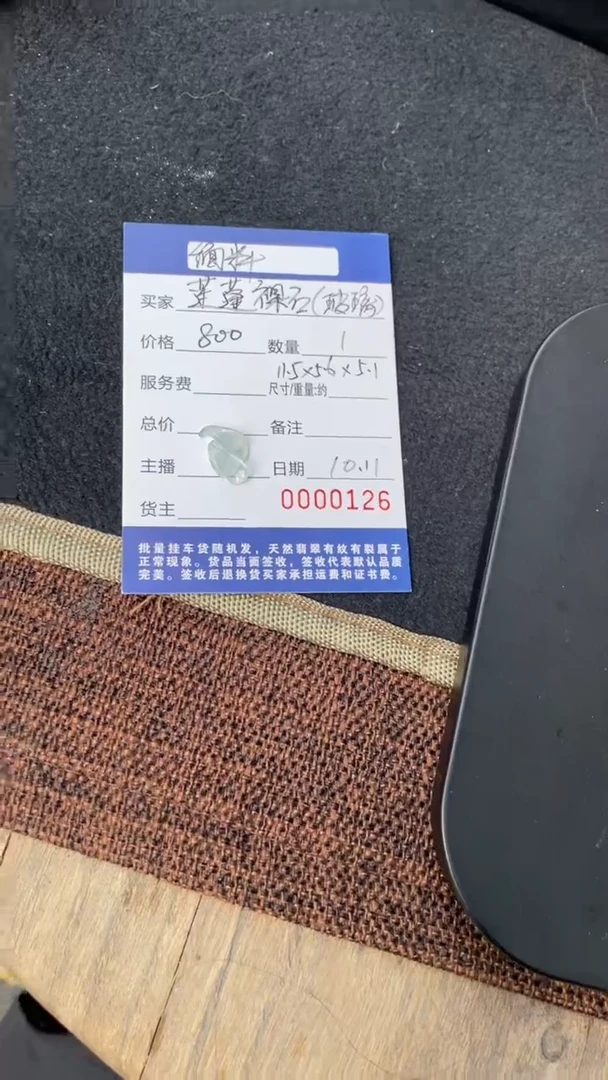 买家 裸石(玻璃)
价格 800 数量 1
11.5×5.6×5.1
服务费 尺寸/重量:约
总价 备注
主播 日期 10.11
货主 0000126
批量挂车货随机发，天然翡翠有纹有裂属于
正常现象。货品当面签收，签收代表默认品质
完美。签收后退换货买家承担运费和证书费。